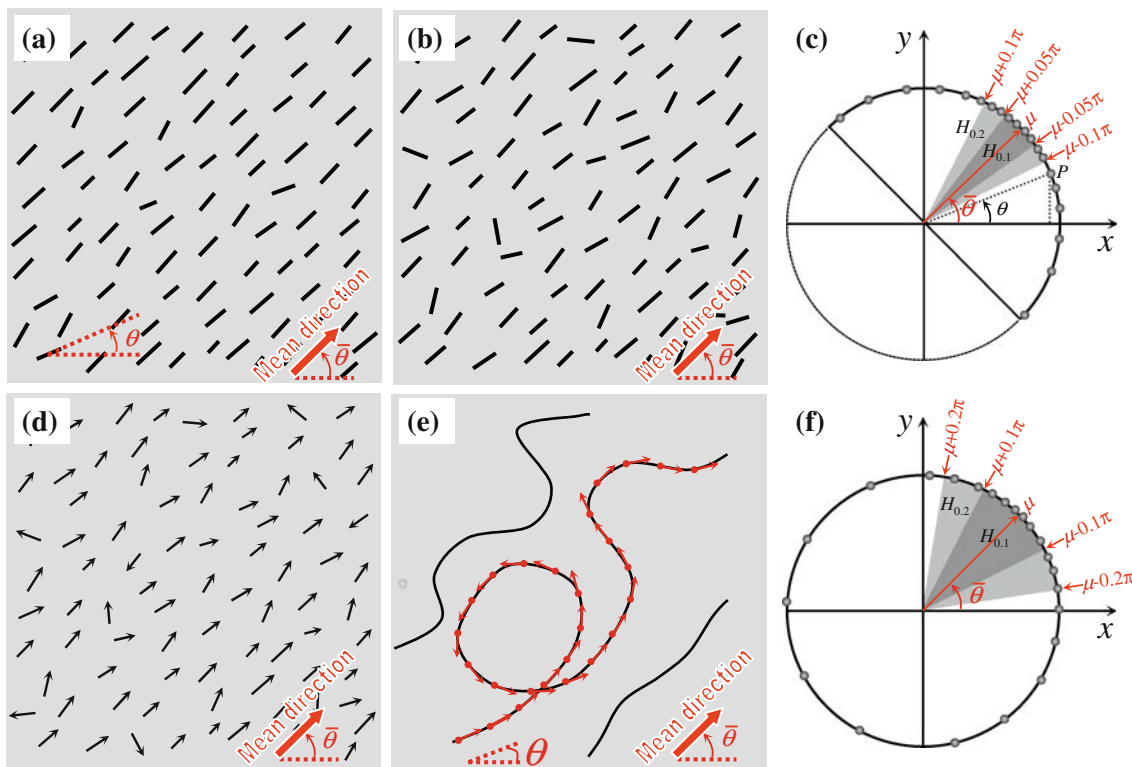 (a)
θ
Mean direction
θ̅
(b)
Mean direction
θ̅
(c)
y
μ+0.1π
μ+0.05π
μ
μ-0.05π
μ-0.1π
H0.2
H0.1
P
θ̅
θ
x
(d)
Mean direction
θ̅
(e)
θ
Mean direction
θ̅
(f)
y
μ+0.2π
μ+0.1π
μ
μ-0.1π
μ-0.2π
H0.2
H0.1
θ̅
x